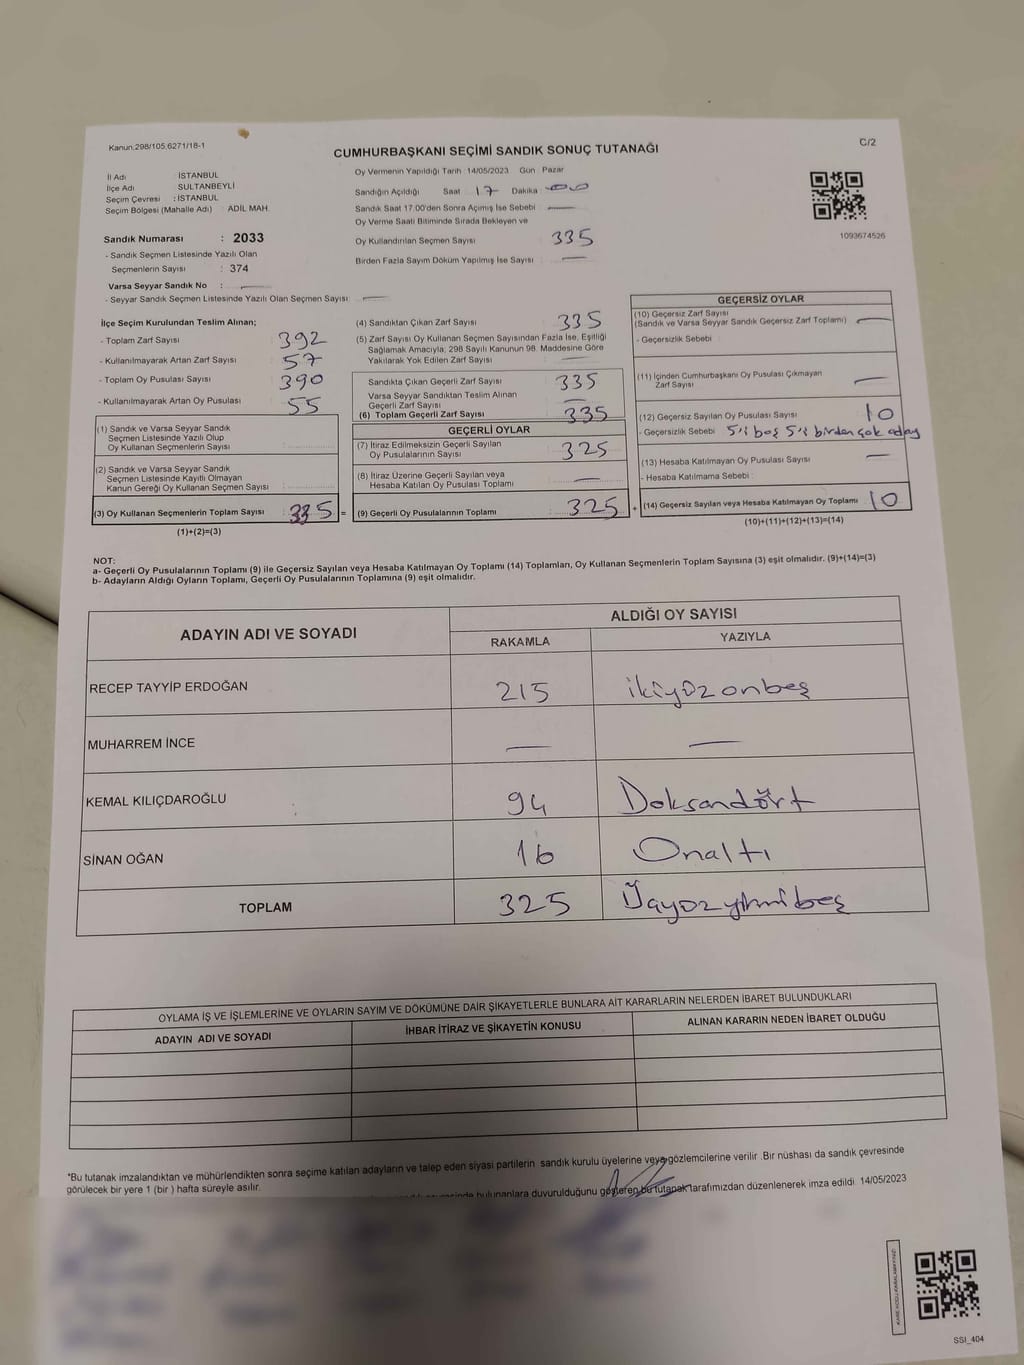 Kanun.298/105.6271/18-1
C/2
CUMHURBAŞKANI SEÇİMİ SANDIK SONUÇ TUTANAĞI
İl Adı : İSTANBUL
İlçe Adı : SULTANBEYLİ
Seçim Çevresi : İSTANBUL
Seçim Bölgesi (Mahalle Adı) : ADİL MAH.
Sandık Numarası : 2033
- Sandık Seçmen Listesinde Yazılı Olan
Seçmenlerin Sayısı : 374
Varsa Seyyar Sandık No : —
- Seyyar Sandık Seçmen Listesinde Yazılı Olan Seçmen Sayısı : —
Oy Vermenin Yapıldığı Tarih 14/05/2023 Gün Pazar
Sandığın Açıldığı Saat 17 Dakika 00
Sandık Saat 17.00'den Sonra Açımış İse Sebebi : —
Oy Verme Saati Bitiminde Sırada Bekleyen ve
Oy Kullandırılan Seçmen Sayısı : 335
Birden Fazla Sayım Döküm Yapılmış İse Sayısı : —
1093674526
İlçe Seçim Kurulundan Teslim Alınan;
- Toplam Zarf Sayısı : 392
- Kullanılmayarak Artan Zarf Sayısı : 57
- Toplam Oy Pusulası Sayısı : 390
- Kullanılmayarak Artan Oy Pusulası : 55
(1) Sandık ve Varsa Seyyar Sandık
Seçmen Listesinde Yazılı Olup
Oy Kullanan Seçmenlerin Sayısı :
(2) Sandık ve Varsa Seyyar Sandık
Seçmen Listesinde Kayıtlı Olmayan
Kanun Gereği Oy Kullanan Seçmen Sayısı :
(3) Oy Kullanan Seçmenlerin Toplam Sayısı : 335 =
(1)+(2)=(3)
(4) Sandıktan Çıkan Zarf Sayısı : 335
(5) Zarf Sayısı Oy Kullanan Seçmen Sayısından Fazla İse, Eşitliği
Sağlamak Amacıyla; 298 Sayılı Kanunun 98. Maddesine Göre
Yakılarak Yok Edilen Zarf Sayısı : —
Sandıkta Çıkan Geçerli Zarf Sayısı : 335
Varsa Seyyar Sandıktan Teslim Alınan
Geçerli Zarf Sayısı : —
(6) Toplam Geçerli Zarf Sayısı : 335
GEÇERLİ OYLAR
(7) İtiraz Edilmeksizin Geçerli Sayılan
Oy Pusulalarının Sayısı : 325
(8) İtiraz Üzerine Geçerli Sayılan veya
Hesaba Katılan Oy Pusulası Toplamı : —
(9) Geçerli Oy Pusulalarının Toplamı : 325 +
GEÇERSİZ OYLAR
(10) Geçersiz Zarf Sayısı
(Sandık ve Varsa Seyyar Sandık Geçersiz Zarf Toplamı) : —
- Geçersizlik Sebebi :
(11) İçinden Cumhurbaşkanı Oy Pusulası Çıkmayan
Zarf Sayısı : —
(12) Geçersiz Sayılan Oy Pusulası Sayısı : 10
- Geçersizlik Sebebi : 5'i boş 5'i birden çok aday
(13) Hesaba Katılmayan Oy Pusulası Sayısı : —
- Hesaba Katılmama Sebebi :
(14) Geçersiz Sayılan veya Hesaba Katılmayan Oy Toplamı : 10
(10)+(11)+(12)+(13)=(14)
NOT:
a- Geçerli Oy Pusulalarının Toplamı (9) ile Geçersiz Sayılan veya Hesaba Katılmayan Oy Toplamı (14) Toplamları, Oy Kullanan Seçmenlerin Toplam Sayısına (3) eşit olmalıdır. (9)+(14)=(3)
b- Adayların Aldığı Oyların Toplamı, Geçerli Oy Pusulalarının Toplamına (9) eşit olmalıdır.
ADAYIN ADI VE SOYADI ALDIĞI OY SAYISI
RAKAMLA YAZIYLA
RECEP TAYYİP ERDOĞAN 215 ikiyüzonbeş
MUHARREM İNCE — —
KEMAL KILIÇDAROĞLU 94 Doksandört
SİNAN OĞAN 16 Onaltı
TOPLAM 325 Üçyüzyirmibeş
OYLAMA İŞ VE İŞLEMLERİNE VE OYLARIN SAYIM VE DÖKÜMÜNE DAİR ŞİKAYETLERLE BUNLARA AİT KARARLARIN NELERDEN İBARET BULUNDUKLARI
ADAYIN ADI VE SOYADI İHBAR İTİRAZ VE ŞİKAYETİN KONUSU ALINAN KARARIN NEDEN İBARET OLDUĞU
*Bu tutanak imzalandıktan ve mühürlendikten sonra seçime katılan adayların ve talep eden siyasi partilerin sandık kurulu üyelerine veya gözlemcilerine verilir .Bir nüshası da sandık çevresinde
görülecek bir yere 1 (bir ) hafta süreyle asılır.
bulunanlara duyurulduğunu gösteren bu tutanak tarafımızdan düzenlenerek imza edildi. 14/05/2023
SSI_404